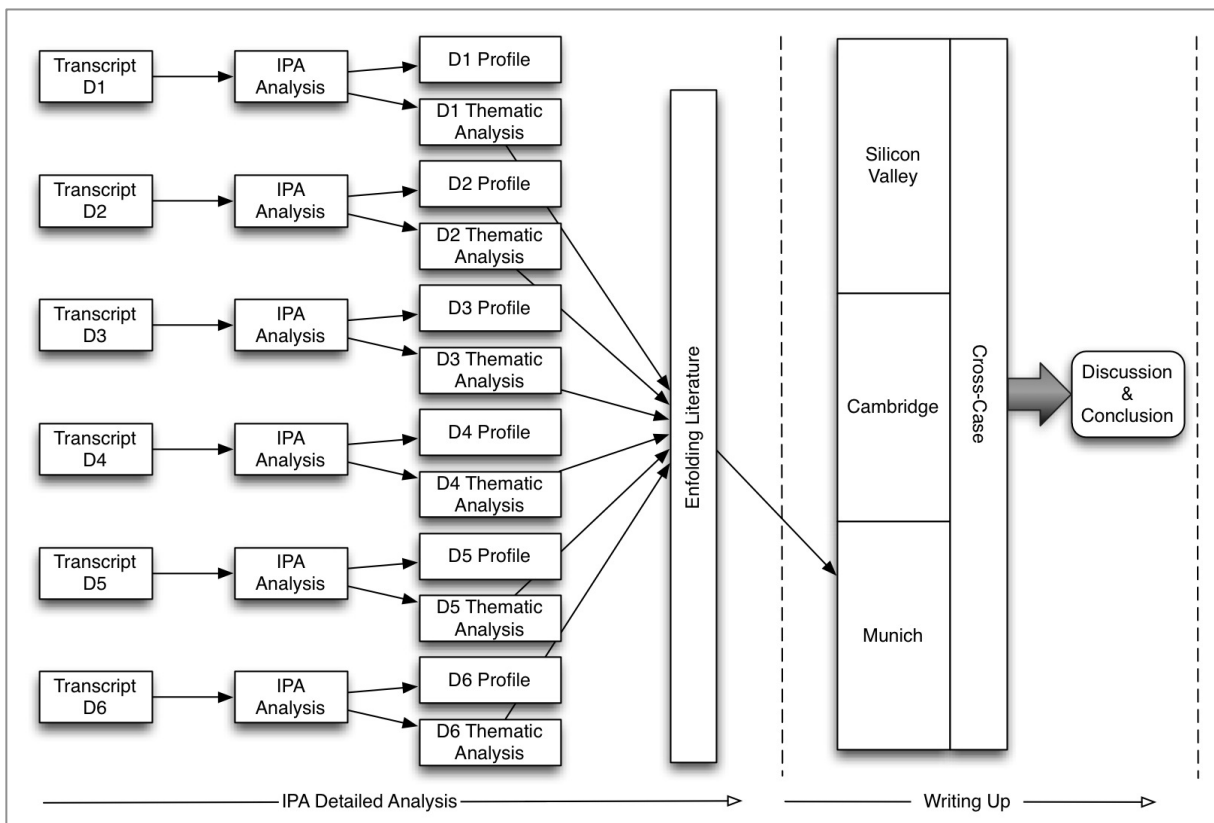 Transcript
D1
IPA
Analysis
D1 Profile
D1 Thematic
Analysis
Transcript
D2
IPA
Analysis
D2 Profile
D2 Thematic
Analysis
Transcript
D3
IPA
Analysis
D3 Profile
D3 Thematic
Analysis
Transcript
D4
IPA
Analysis
D4 Profile
D4 Thematic
Analysis
Transcript
D5
IPA
Analysis
D5 Profile
D5 Thematic
Analysis
Transcript
D6
IPA
Analysis
D6 Profile
D6 Thematic
Analysis
Enfolding Literature
Silicon
Valley
Cambridge
Munich
Cross-Case
Discussion
&
Conclusion
IPA Detailed Analysis
Writing Up